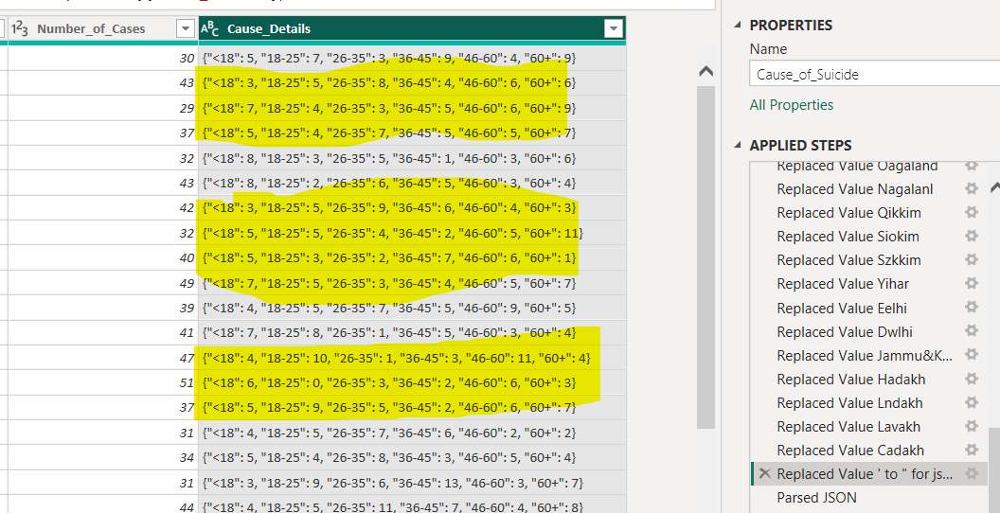 1²3 Number_of_Cases ABC Cause_Details
30 {"<18": 5, "18-25": 7, "26-35": 3, "36-45": 9, "46-60": 4, "60+": 9}
43 {"<18": 3, "18-25": 5, "26-35": 8, "36-45": 4, "46-60": 6, "60+": 6}
29 {"<18": 7, "18-25": 4, "26-35": 3, "36-45": 5, "46-60": 6, "60+": 9}
37 {"<18": 5, "18-25": 4, "26-35": 7, "36-45": 5, "46-60": 5, "60+": 7}
32 {"<18": 8, "18-25": 3, "26-35": 5, "36-45": 1, "46-60": 3, "60+": 6}
43 {"<18": 8, "18-25": 2, "26-35": 6, "36-45": 5, "46-60": 3, "60+": 4}
42 {"<18": 3, "18-25": 5, "26-35": 9, "36-45": 6, "46-60": 4, "60+": 3}
32 {"<18": 5, "18-25": 5, "26-35": 4, "36-45": 2, "46-60": 5, "60+": 11}
40 {"<18": 5, "18-25": 3, "26-35": 2, "36-45": 7, "46-60": 6, "60+": 1}
49 {"<18": 7, "18-25": 5, "26-35": 3, "36-45": 4, "46-60": 5, "60+": 7}
39 {"<18": 4, "18-25": 5, "26-35": 7, "36-45": 5, "46-60": 9, "60+": 5}
41 {"<18": 7, "18-25": 8, "26-35": 1, "36-45": 5, "46-60": 3, "60+": 4}
47 {"<18": 4, "18-25": 10, "26-35": 1, "36-45": 3, "46-60": 11, "60+": 4}
51 {"<18": 6, "18-25": 0, "26-35": 3, "36-45": 2, "46-60": 6, "60+": 3}
37 {"<18": 5, "18-25": 9, "26-35": 5, "36-45": 2, "46-60": 6, "60+": 7}
31 {"<18": 4, "18-25": 5, "26-35": 7, "36-45": 6, "46-60": 2, "60+": 2}
34 {"<18": 5, "18-25": 4, "26-35": 8, "36-45": 3, "46-60": 5, "60+": 4}
31 {"<18": 3, "18-25": 9, "26-35": 6, "36-45": 13, "46-60": 3, "60+": 7}
44 {"<18": 4, "18-25": 5, "26-35": 11, "36-45": 7, "46-60": 4, "60+": 8}
PROPERTIES
Name
Cause_of_Suicide
All Properties
APPLIED STEPS
Replaced Value Oagaland
Replaced Value Nagalanl
Replaced Value Qikkim
Replaced Value Siokim
Replaced Value Szkkim
Replaced Value Yihar
Replaced Value Eelhi
Replaced Value Dwlhi
Replaced Value Jammu&K...
Replaced Value Hadakh
Replaced Value Lndakh
Replaced Value Lavakh
Replaced Value Cadakh
Replaced Value ' to " for js...
Parsed JSON